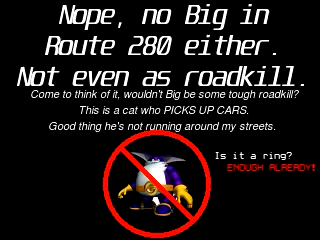 Nope, no Big in
Route 280 either.
Not even as roadkill.
Come to think of it, wouldn't Big be some tough roadkill?
This is a cat who PICKS UP CARS.
Good thing he's not running around my streets.
Is it a ring?
ENOUGH ALREADY!